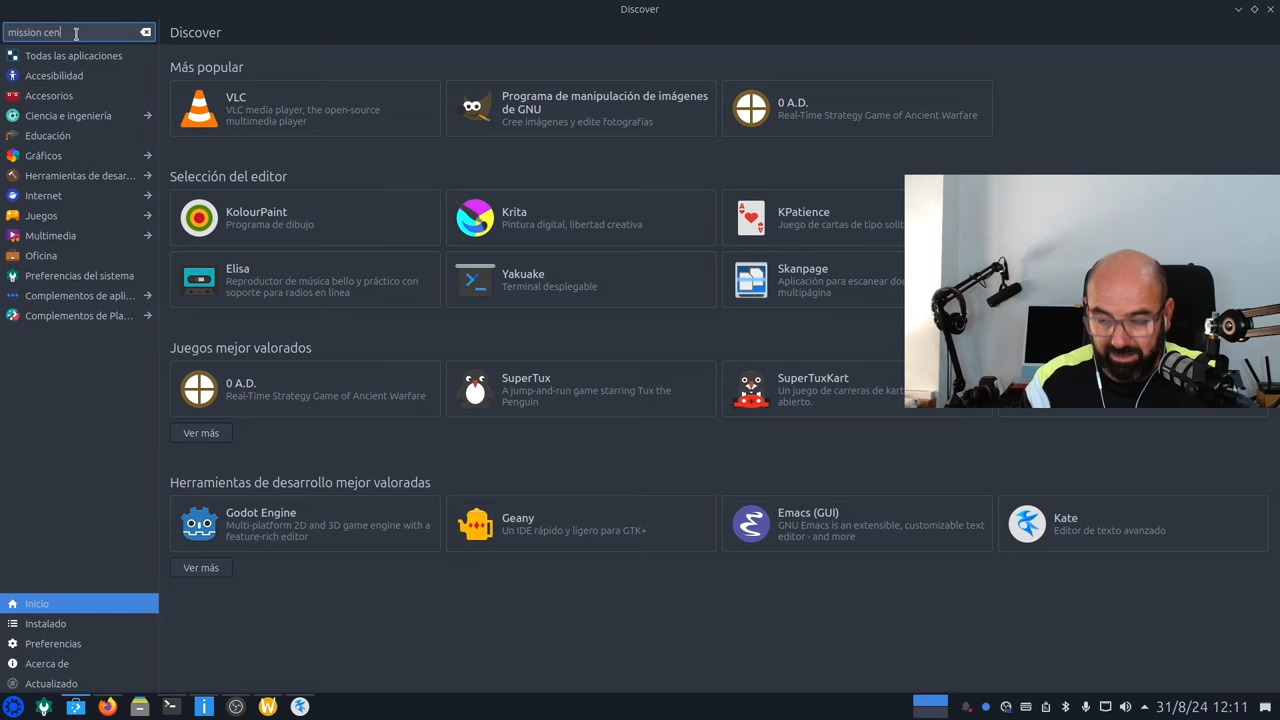 Discover
mission cen
Discover
Todas las aplicaciones
Accesibilidad
Accesorios
Ciencia e ingeniería
Educación
Gráficos
Herramientas de desar...
Internet
Juegos
Multimedia
Oficina
Preferencias del sistema
Complementos de apli...
Complementos de Pla...
Inicio
Instalado
Preferencias
Acerca de
Actualizado
Más popular
VLC
VLC media player, the open-source
multimedia player
Programa de manipulación de imágenes
de GNU
Cree imágenes y edite fotografías
0 A.D.
Real-Time Strategy Game of Ancient Warfare
Selección del editor
KolourPaint
Programa de dibujo
Krita
Pintura digital, libertad creativa
KPatience
Juego de cartas de tipo solit
Elisa
Reproductor de música bello y práctico con
soporte para radios en línea
Yakuake
Terminal desplegable
Skanpage
Aplicación para escanear doc
multipágina
Juegos mejor valorados
0 A.D.
Real-Time Strategy Game of Ancient Warfare
SuperTux
A jump-and-run game starring Tux the
Penguin
SuperTuxKart
Un juego de carreras de kart
abierto.
Ver más
Herramientas de desarrollo mejor valoradas
Godot Engine
Multi-platform 2D and 3D game engine with a
feature-rich editor
Geany
Un IDE rápido y ligero para GTK+
Emacs (GUI)
GNU Emacs is an extensible, customizable text
editor - and more
Kate
Editor de texto avanzado
Ver más
31/8/24 12:11